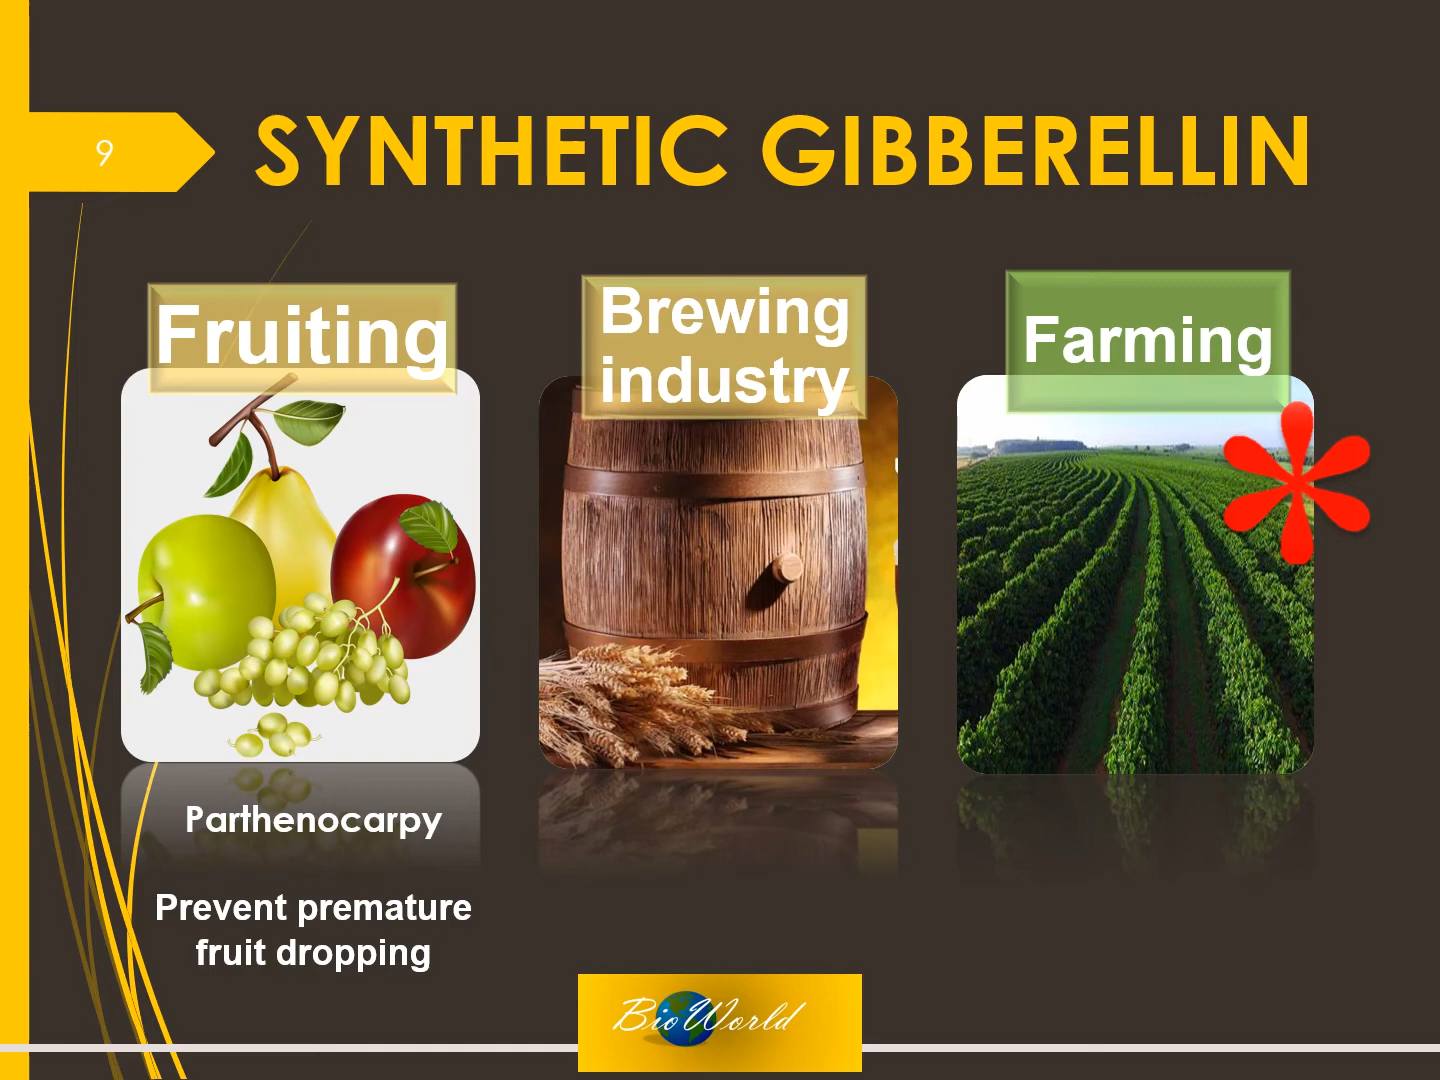 9
SYNTHETIC GIBBERELLIN
Fruiting
Brewing
industry
Farming
Parthenocarpy
Prevent premature
fruit dropping
BioWorld